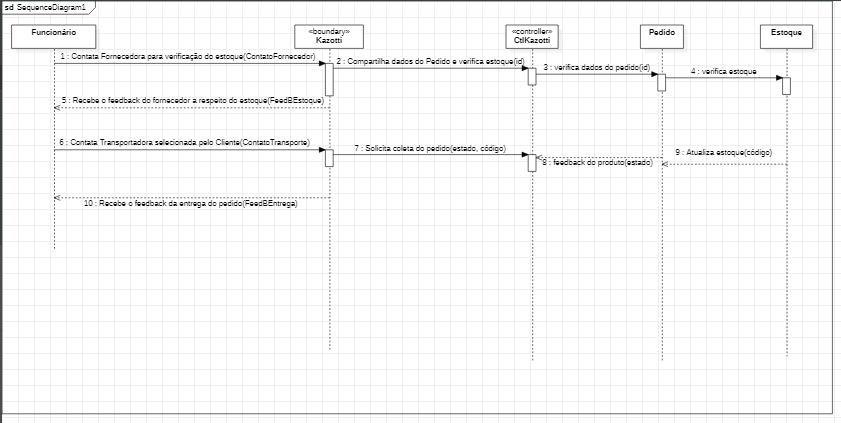 sd SequenceDiagram1
Funcionário
«boundary»
Kazotti
«controller»
CtlKazotti
Pedido
Estoque
1 : Contata Fornecedora para verificação do estoque(ContatoFornecedor)
2 : Compartilha dados do Pedido e verifica estoque(id)
3 : verifica dados do pedido(id)
4 : verifica estoque
5 : Recebe o feedback do fornecedor a respeito do estoque(FeedBEstoque)
6 : Contata Transportadora selecionada pelo Cliente(ContatoTransporte)
7 : Solicita coleta do pedido(estado, código)
9 : Atualiza estoque(código)
8 : feedback do produto(estado)
10 : Recebe o feedback da entrega do pedido(FeedBEntrega)